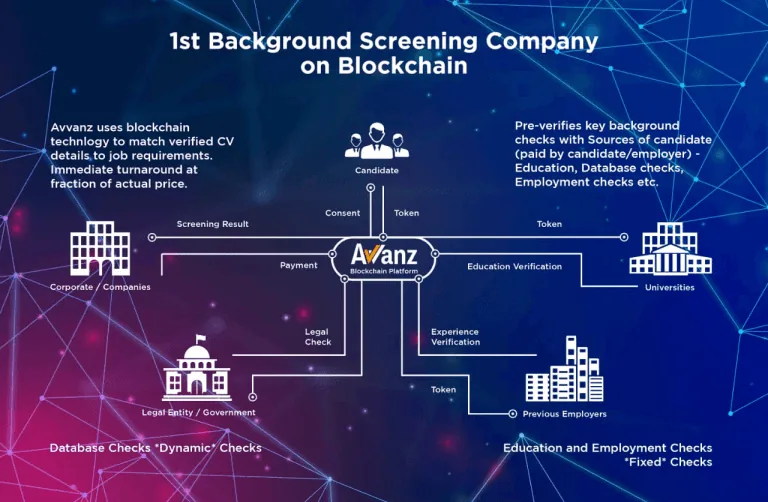 1st Background Screening Company
on Blockchain
Avvanz uses blockchain
technlogy to match verified CV
details to job requirements.
Immediate turnaround at
fraction of actual price.
Pre-verifies key background
checks with Sources of candidate
(paid by candidate/employer) -
Education, Database checks,
Employment checks etc.
Candidate
Consent
Token
Screening Result
Token
Avvanz
Blockchain Platform
Payment
Education Verification
Corporate / Companies
Universities
Legal
Check
Experience
Verification
Token
Legal Entity / Government
Previous Employers
Database Checks *Dynamic* Checks
Education and Employment Checks
*Fixed* Checks